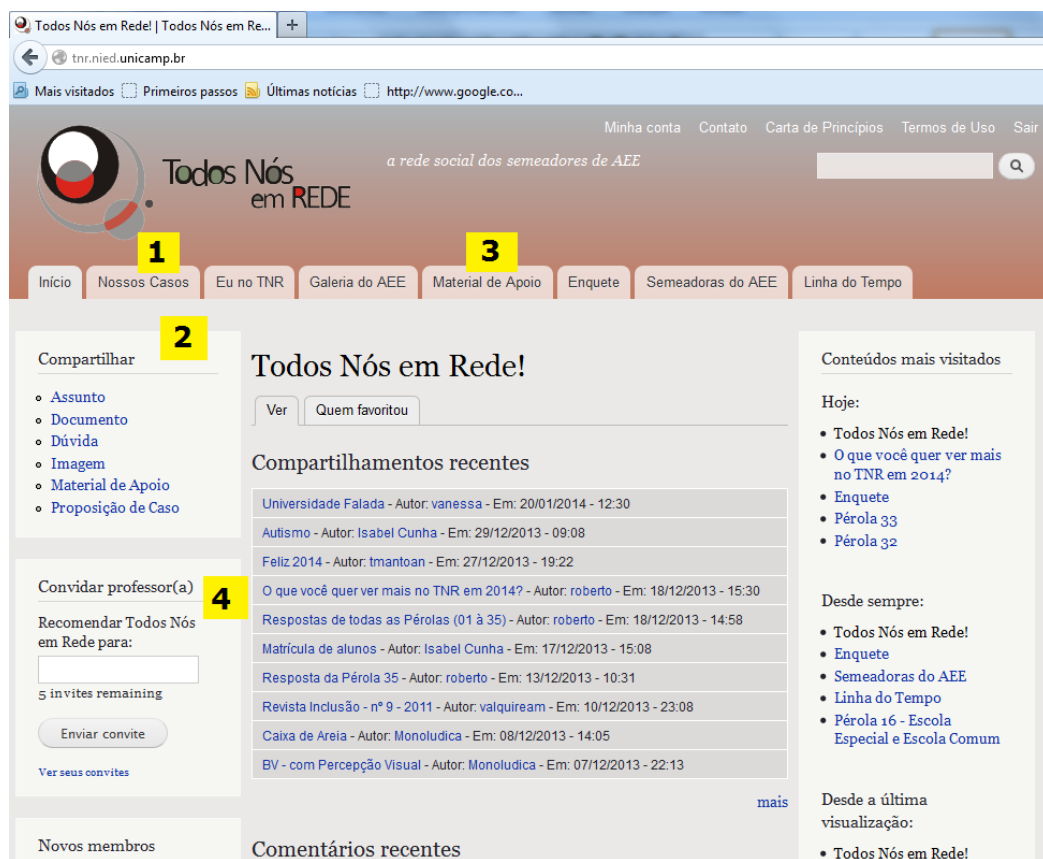 Todos Nós em Rede! | Todos Nós em Re...
tnr.nied.unicamp.br
Mais visitados Primeiros passos Últimas notícias http://www.google.co...
Minha conta Contato Carta de Princípios Termos de Uso Sair
Todos Nós
em REDE
a rede social dos semeadores de AEE
1
3
Início Nossos Casos Eu no TNR Galeria do AEE Material de Apoio Enquete Semeadoras do AEE Linha do Tempo
2
Compartilhar
Assunto
Documento
Dúvida
Imagem
Material de Apoio
Proposição de Caso
Convidar professor(a)
4
Recomendar Todos Nós
em Rede para:
5 invites remaining
Enviar convite
Ver seus convites
Novos membros
Todos Nós em Rede!
Ver Quem favoritou
Compartilhamentos recentes
Universidade Falada - Autor: vanessa - Em: 20/01/2014 - 12:30
Autismo - Autor: Isabel Cunha - Em: 29/12/2013 - 09:08
Feliz 2014 - Autor: tmantoan - Em: 27/12/2013 - 19:22
O que você quer ver mais no TNR em 2014? - Autor: roberto - Em: 18/12/2013 - 15:30
Respostas de todas as Pérolas (01 à 35) - Autor: roberto - Em: 18/12/2013 - 14:58
Matrícula de alunos - Autor: Isabel Cunha - Em: 17/12/2013 - 15:08
Resposta da Pérola 35 - Autor: roberto - Em: 13/12/2013 - 10:31
Revista Inclusão - nº 9 - 2011 - Autor: valquiream - Em: 10/12/2013 - 23:08
Caixa de Areia - Autor: Monoludica - Em: 08/12/2013 - 14:05
BV - com Percepção Visual - Autor: Monoludica - Em: 07/12/2013 - 22:13
mais
Comentários recentes
Conteúdos mais visitados
Hoje:
Todos Nós em Rede!
O que você quer ver mais
no TNR em 2014?
Enquete
Pérola 33
Pérola 32
Desde sempre:
Todos Nós em Rede!
Enquete
Semeadoras do AEE
Linha do Tempo
Pérola 16 - Escola
Especial e Escola Comum
Desde a última
visualização:
Todos Nós em Rede!